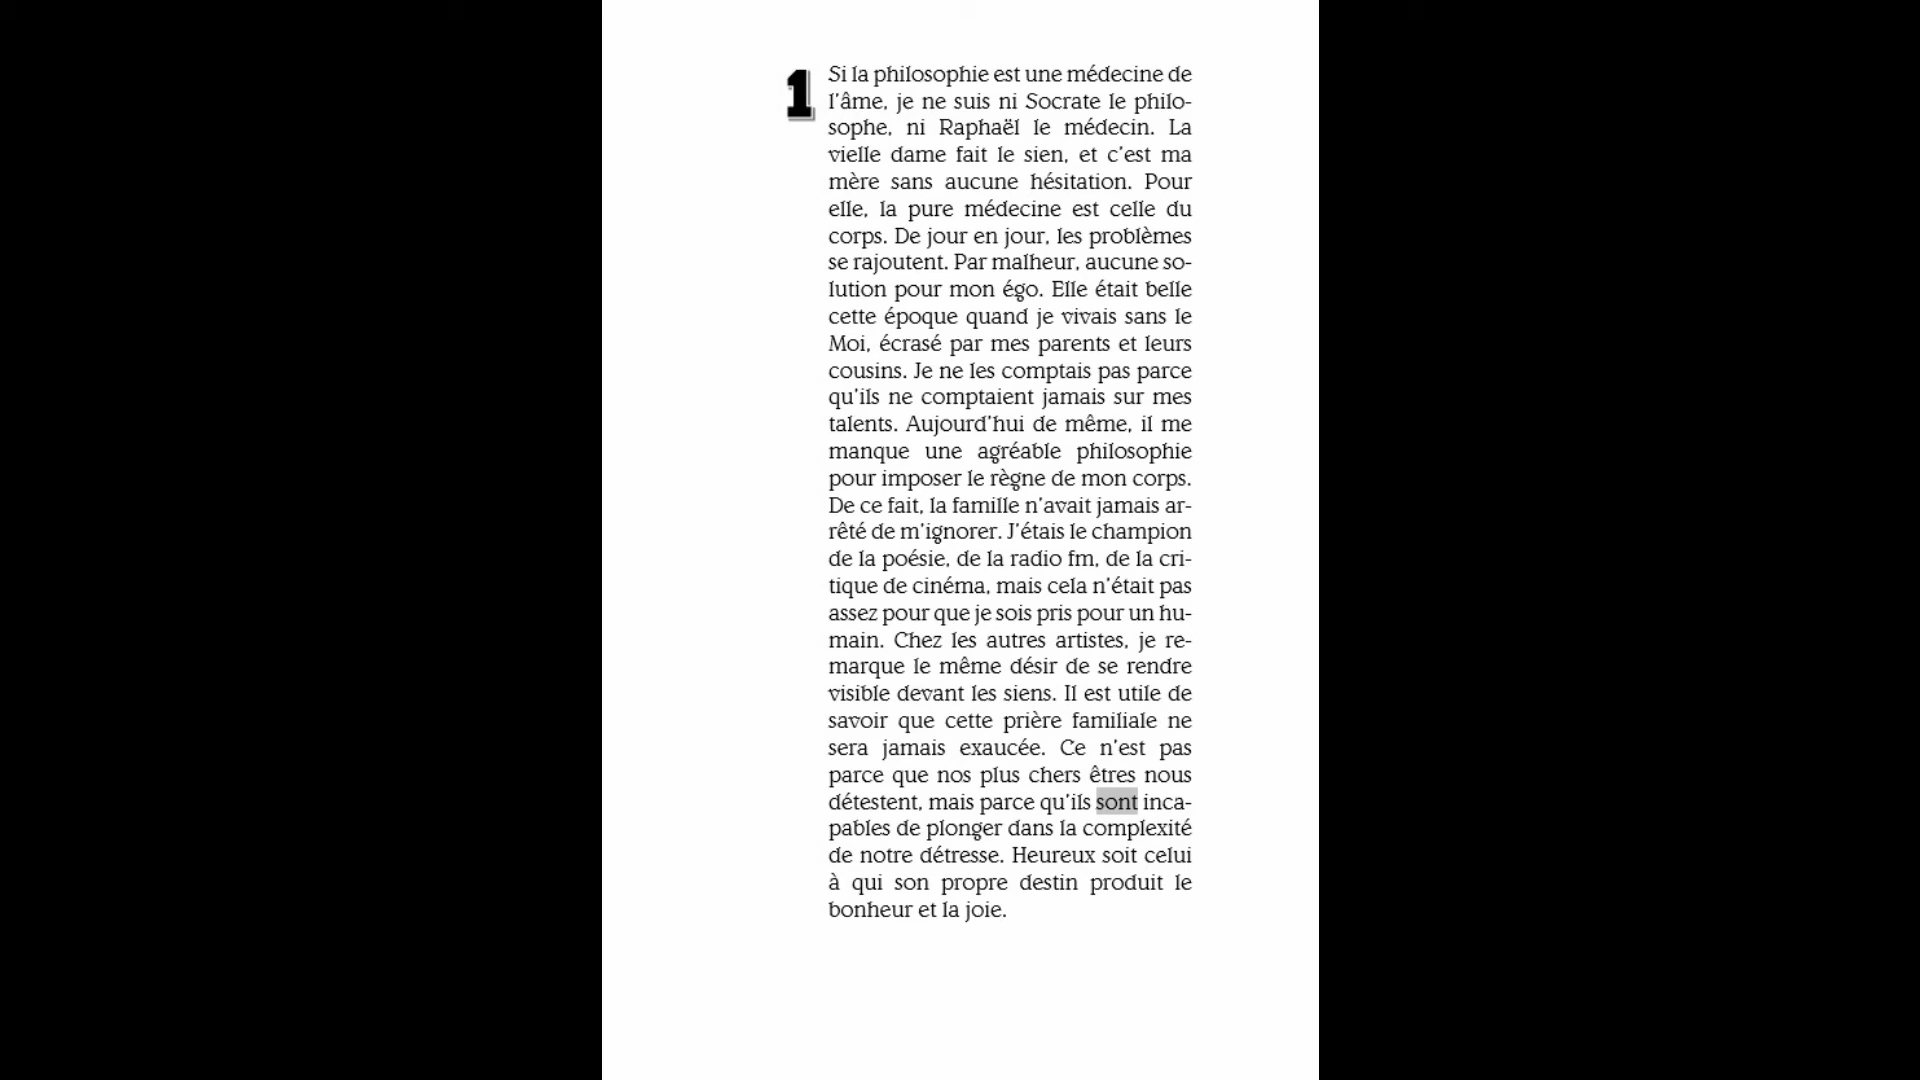 1
Si la philosophie est une médecine de
l'âme, je ne suis ni Socrate le philo-
sophe, ni Raphaël le médecin. La
vielle dame fait le sien, et c'est ma
mère sans aucune hésitation. Pour
elle, la pure médecine est celle du
corps. De jour en jour, les problèmes
se rajoutent. Par malheur, aucune so-
lution pour mon égo. Elle était belle
cette époque quand je vivais sans le
Moi, écrasé par mes parents et leurs
cousins. Je ne les comptais pas parce
qu'ils ne comptaient jamais sur mes
talents. Aujourd'hui de même, il me
manque une agréable philosophie
pour imposer le règne de mon corps.
De ce fait, la famille n'avait jamais ar-
rêté de m'ignorer. J'étais le champion
de la poésie, de la radio fm, de la cri-
tique de cinéma, mais cela n'était pas
assez pour que je sois pris pour un hu-
main. Chez les autres artistes, je re-
marque le même désir de se rendre
visible devant les siens. Il est utile de
savoir que cette prière familiale ne
sera jamais exaucée. Ce n'est pas
parce que nos plus chers êtres nous
détestent, mais parce qu'ils sont inca-
pables de plonger dans la complexité
de notre détresse. Heureux soit celui
à qui son propre destin produit le
bonheur et la joie.